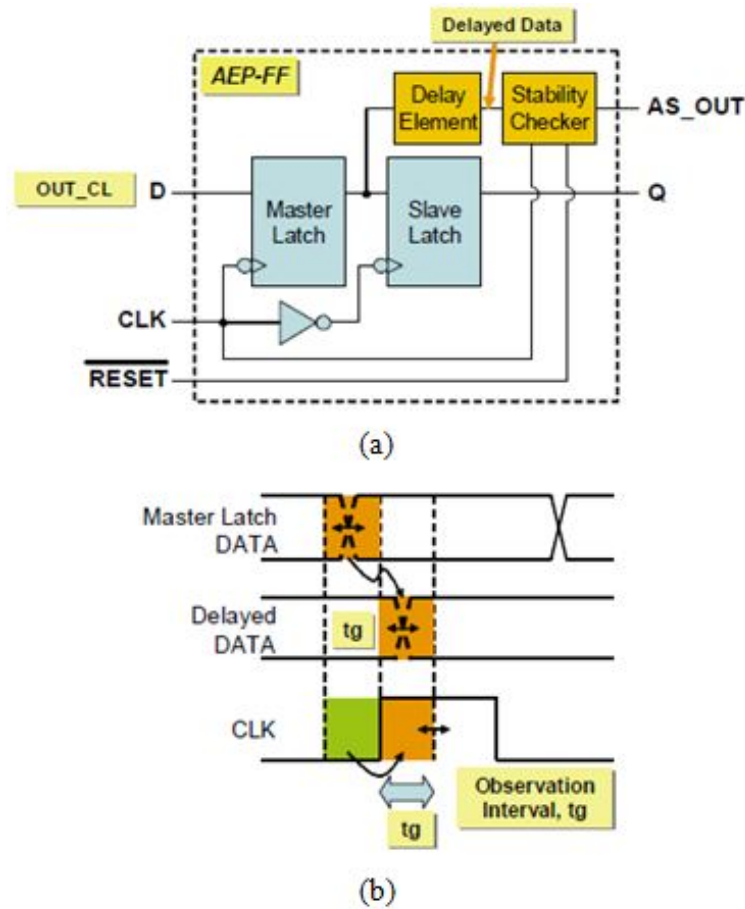 Delayed Data
AEP-FF
Delay
Element
Stability
Checker
AS_OUT
OUT_CL
D
Master
Latch
Slave
Latch
Q
CLK
RESET
(a)
Master Latch
DATA
Delayed
DATA
tg
CLK
Observation
Interval, tg
tg
(b)